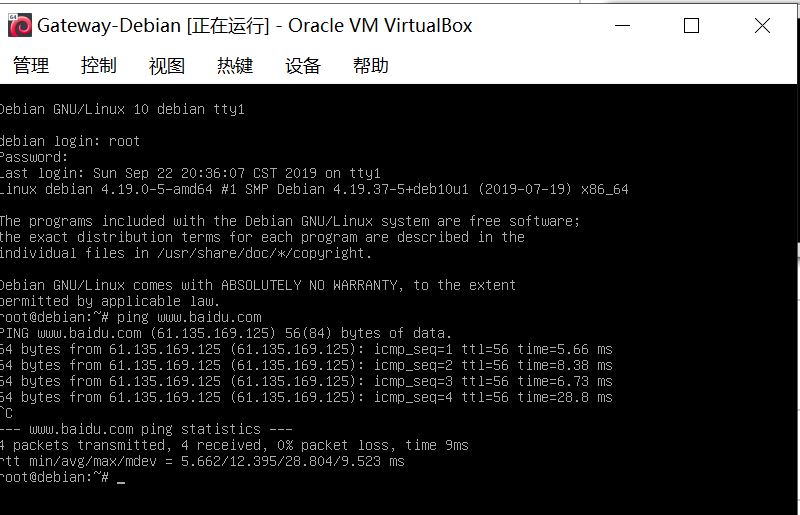 Gateway-Debian [正在运行] - Oracle VM VirtualBox
管理 控制 视图 热键 设备 帮助
Debian GNU/Linux 10 debian tty1
debian login: root
Password:
Last login: Sun Sep 22 20:36:07 CST 2019 on tty1
Linux debian 4.19.0-5-amd64 #1 SMP Debian 4.19.37-5+deb10u1 (2019-07-19) x86_64
The programs included with the Debian GNU/Linux system are free software;
the exact distribution terms for each program are described in the
individual files in /usr/share/doc/*/copyright.
Debian GNU/Linux comes with ABSOLUTELY NO WARRANTY, to the extent
permitted by applicable law.
root@debian:~# ping www.baidu.com
PING www.baidu.com (61.135.169.125) 56(84) bytes of data.
64 bytes from 61.135.169.125 (61.135.169.125): icmp_seq=1 ttl=56 time=5.66 ms
64 bytes from 61.135.169.125 (61.135.169.125): icmp_seq=2 ttl=56 time=8.38 ms
64 bytes from 61.135.169.125 (61.135.169.125): icmp_seq=3 ttl=56 time=6.73 ms
64 bytes from 61.135.169.125 (61.135.169.125): icmp_seq=4 ttl=56 time=28.8 ms
^C
--- www.baidu.com ping statistics ---
4 packets transmitted, 4 received, 0% packet loss, time 9ms
rtt min/avg/max/mdev = 5.662/12.395/28.804/9.523 ms
root@debian:~# _